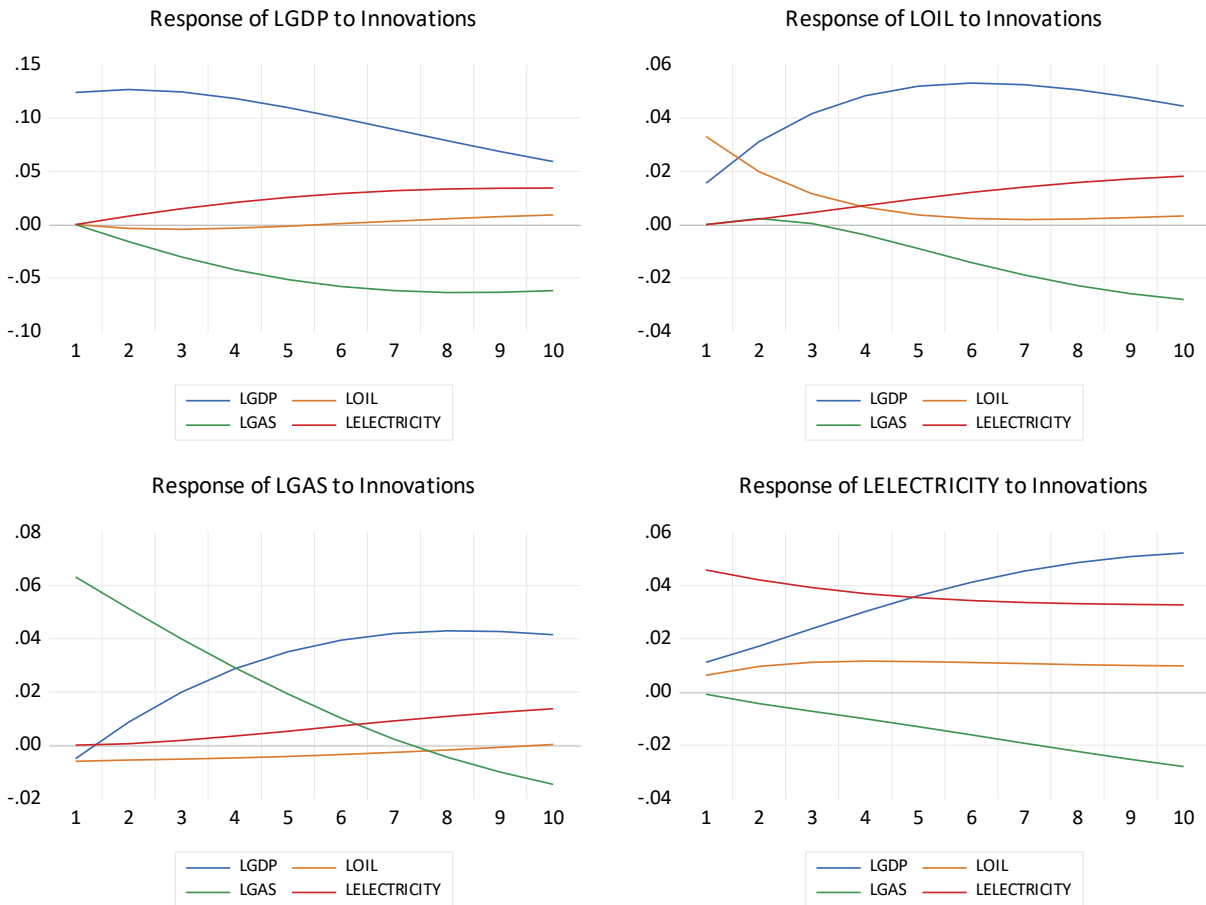 Response of LGDP to Innovations
.15
.10
.05
.00
-.05
-.10
1 2 3 4 5 6 7 8 9 10
LGDP LOIL
LGAS LELECTRICITY
Response of LOIL to Innovations
.06
.04
.02
.00
-.02
-.04
1 2 3 4 5 6 7 8 9 10
LGDP LOIL
LGAS LELECTRICITY
Response of LGAS to Innovations
.08
.06
.04
.02
.00
-.02
1 2 3 4 5 6 7 8 9 10
LGDP LOIL
LGAS LELECTRICITY
Response of LELECTRICITY to Innovations
.06
.04
.02
.00
-.02
-.04
1 2 3 4 5 6 7 8 9 10
LGDP LOIL
LGAS LELECTRICITY